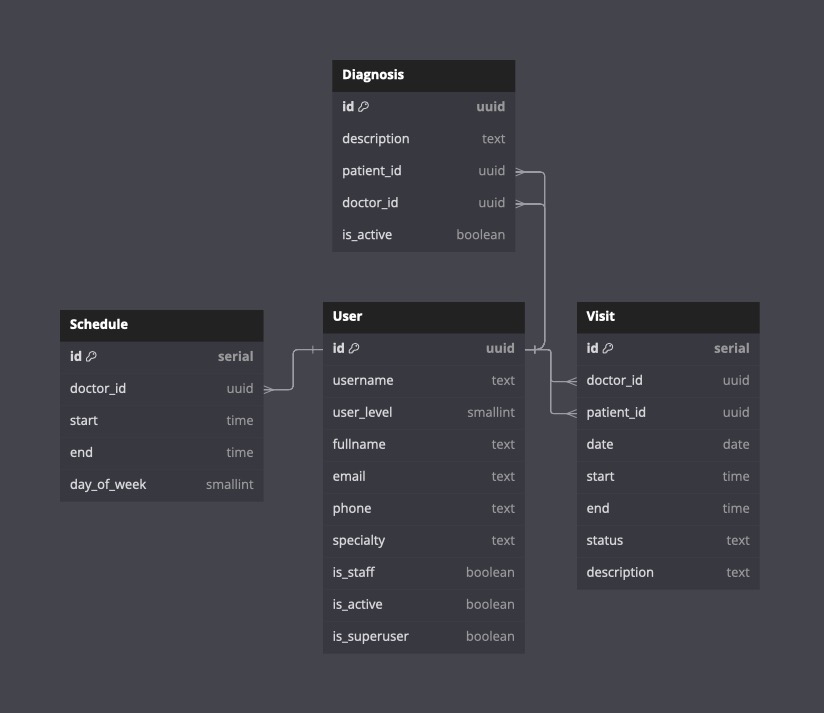 Diagnosis
id uuid
description text
patient_id uuid
doctor_id uuid
is_active boolean
Schedule
id serial
doctor_id uuid
start time
end time
day_of_week smallint
User
id uuid
username text
user_level smallint
fullname text
email text
phone text
specialty text
is_staff boolean
is_active boolean
is_superuser boolean
Visit
id serial
doctor_id uuid
patient_id uuid
date date
start time
end time
status text
description text